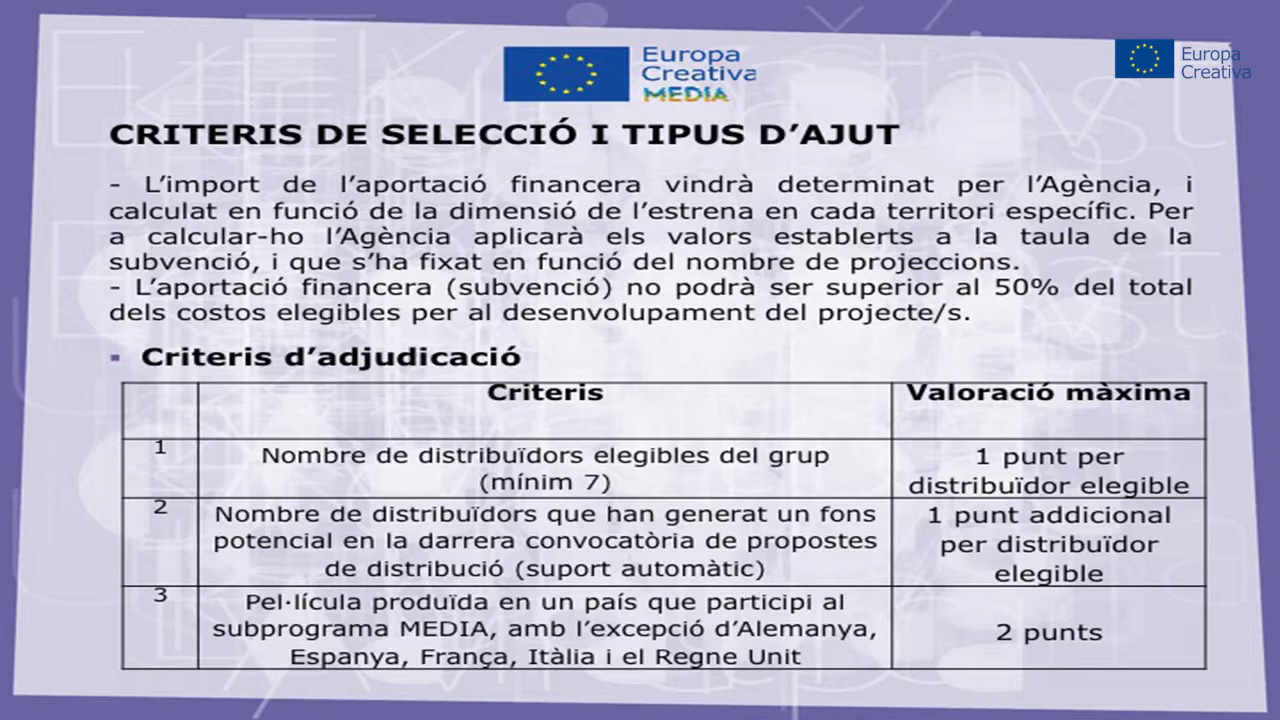 Europa
Creativa
MEDIA
Europa
Creativa
CRITERIS DE SELECCIÓ I TIPUS D’AJUT
- L’import de l’aportació financera vindrà determinat per l’Agència, i
calculat en funció de la dimensió de l’estrena en cada territori específic. Per
a calcular-ho l’Agència aplicarà els valors establerts a la taula de la
subvenció, i que s’ha fixat en funció del nombre de projeccions.
- L’aportació financera (subvenció) no podrà ser superior al 50% del total
dels costos elegibles per al desenvolupament del projecte/s.
▪ Criteris d’adjudicació
Criteris
Valoració màxima
1
Nombre de distribuïdors elegibles del grup
(mínim 7)
1 punt per
distribuïdor elegible
2
Nombre de distribuïdors que han generat un fons
potencial en la darrera convocatòria de propostes
de distribució (suport automàtic)
1 punt addicional
per distribuïdor
elegible
3
Pel·lícula produïda en un país que participi al
subprograma MEDIA, amb l’excepció d’Alemanya,
Espanya, França, Itàlia i el Regne Unit
2 punts